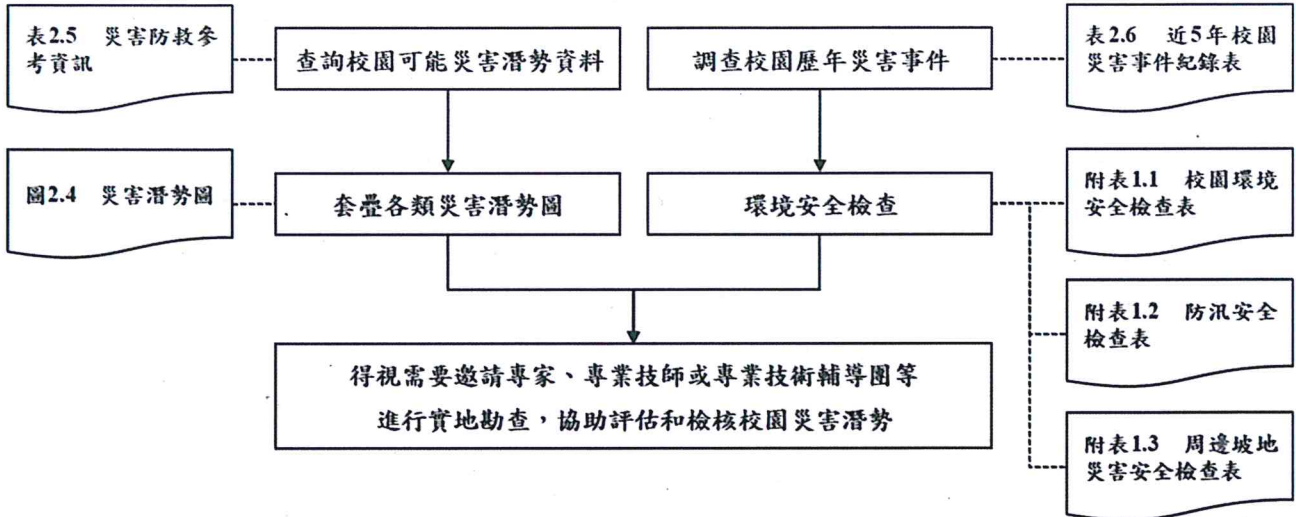 表2.5 災害防救參
考資訊
查詢校園可能災害潛勢資料
調查校園歷年災害事件
表2.6 近5年校園
災害事件紀錄表
圖2.4 災害潛勢圖
套疊各類災害潛勢圖
環境安全檢查
附表1.1 校園環境
安全檢查表
附表1.2 防汛安全
檢查表
得視需要邀請專家、專業技師或專業技術輔導團等
進行實地勘查，協助評估和檢核校園災害潛勢
附表1.3 周邊坡地
災害安全檢查表